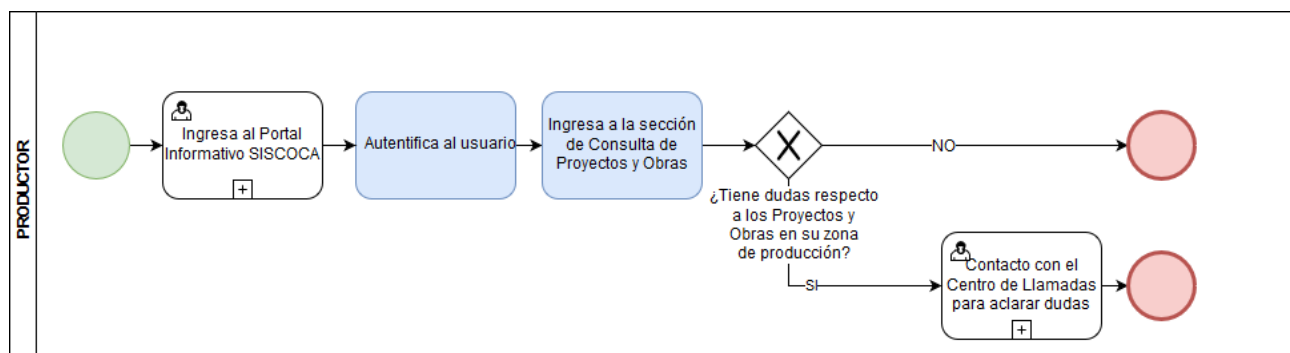 PRODUCTOR
Ingresa al Portal
Informativo SISCOCA
Autentifica al usuario
Ingresa a la sección
de Consulta de
Proyectos y Obras
¿Tiene dudas respecto
a los Proyectos y
Obras en su zona
de producción?
NO
SI
Contacto con el
Centro de Llamadas
para aclarar dudas